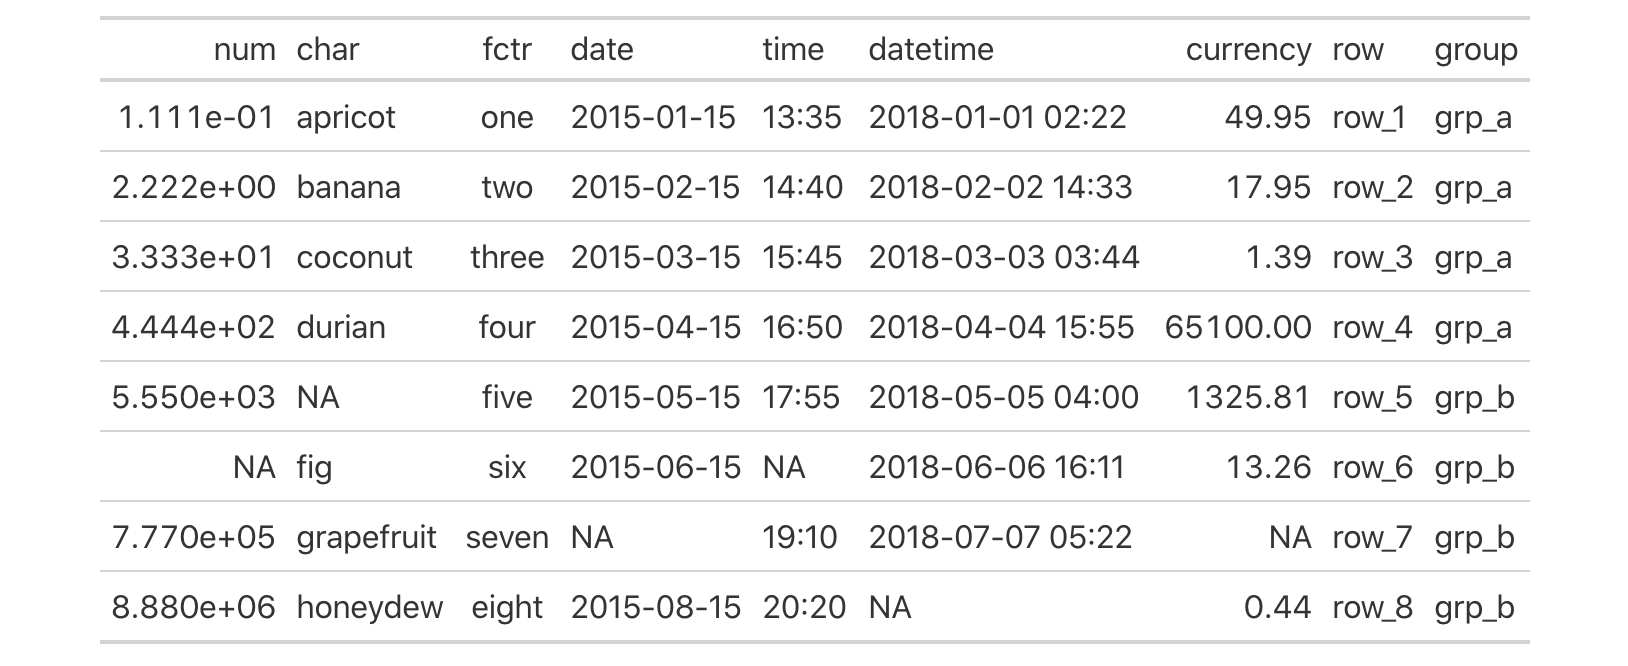 num char fctr date time datetime currency row group
1.111e-01 apricot one 2015-01-15 13:35 2018-01-01 02:22 49.95 row_1 grp_a
2.222e+00 banana two 2015-02-15 14:40 2018-02-02 14:33 17.95 row_2 grp_a
3.333e+01 coconut three 2015-03-15 15:45 2018-03-03 03:44 1.39 row_3 grp_a
4.444e+02 durian four 2015-04-15 16:50 2018-04-04 15:55 65100.00 row_4 grp_a
5.550e+03 NA five 2015-05-15 17:55 2018-05-05 04:00 1325.81 row_5 grp_b
NA fig six 2015-06-15 NA 2018-06-06 16:11 13.26 row_6 grp_b
7.770e+05 grapefruit seven NA 19:10 2018-07-07 05:22 NA row_7 grp_b
8.880e+06 honeydew eight 2015-08-15 20:20 NA 0.44 row_8 grp_b